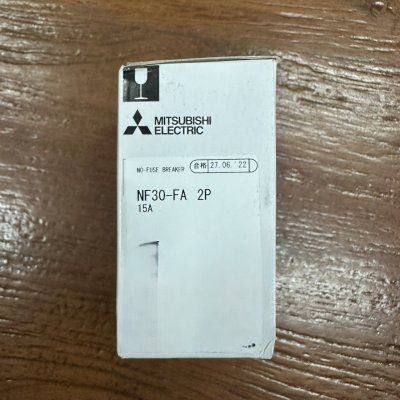 MITSUBISHI
ELECTRIC
NO-FUSE BREAKER 合格 27.06.'22
NF30-FA 2P
15A